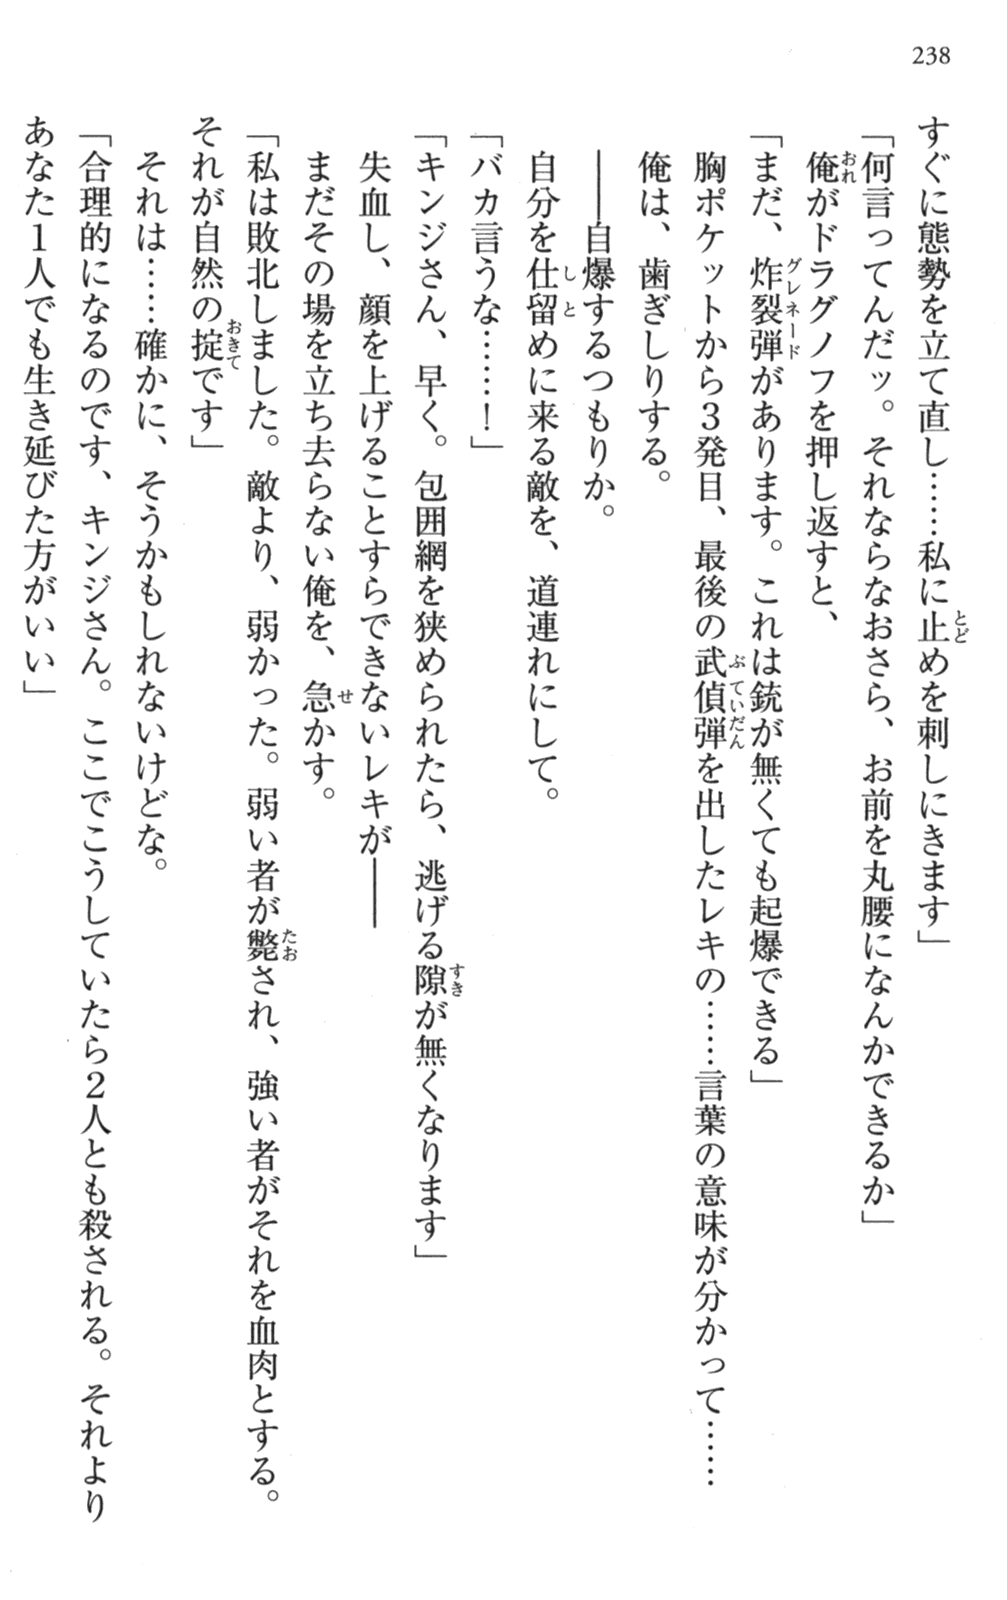 238
すぐに態勢を立て直し……私に止めを刺しにきます」
「何言ってんだッ。それならなおさら、お前を丸腰になんかできるか」
俺がドラグノフを押し返すと、
「まだ、炸裂弾があります。これは銃が無くても起爆できる」
胸ポケットから3発目、最後の武偵弾を出したレキの……言葉の意味が分かって……
俺は、歯ぎしりする。
――自爆するつもりか。
自分を仕留めに来る敵を、道連れにして。
「バカ言うな……!」
「キンジさん、早く。包囲網を狭められたら、逃げる隙が無くなります」
失血し、顔を上げることすらできないレキが――
まだその場を立ち去らない俺を、急かす。
「私は敗北しました。敵より、弱かった。弱い者が斃され、強い者がそれを血肉とする。
それが自然の掟です」
それは……確かに、そうかもしれないけどな。
「合理的になるのです、キンジさん。ここでこうしていたら2人とも殺される。それより
あなた1人でも生き延びた方がいい」